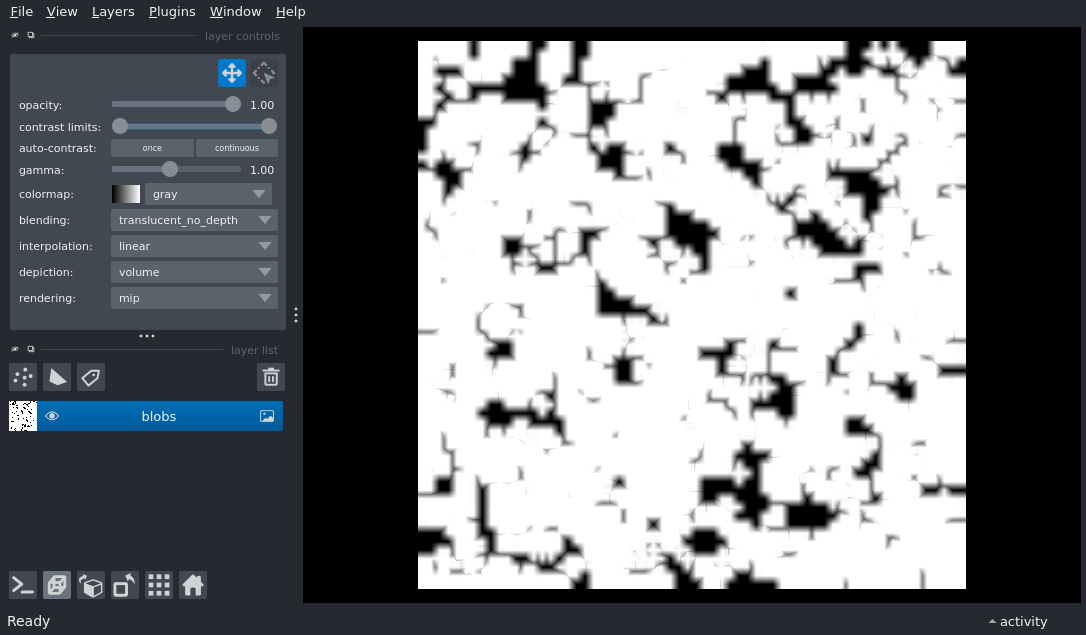 File View Layers Plugins Window Help
layer controls
opacity: 1.00
contrast limits:
auto-contrast: once continuous
gamma: 1.00
colormap: gray
blending: translucent_no_depth
interpolation: linear
depiction: volume
rendering: mip
layer list
blobs
Ready activity